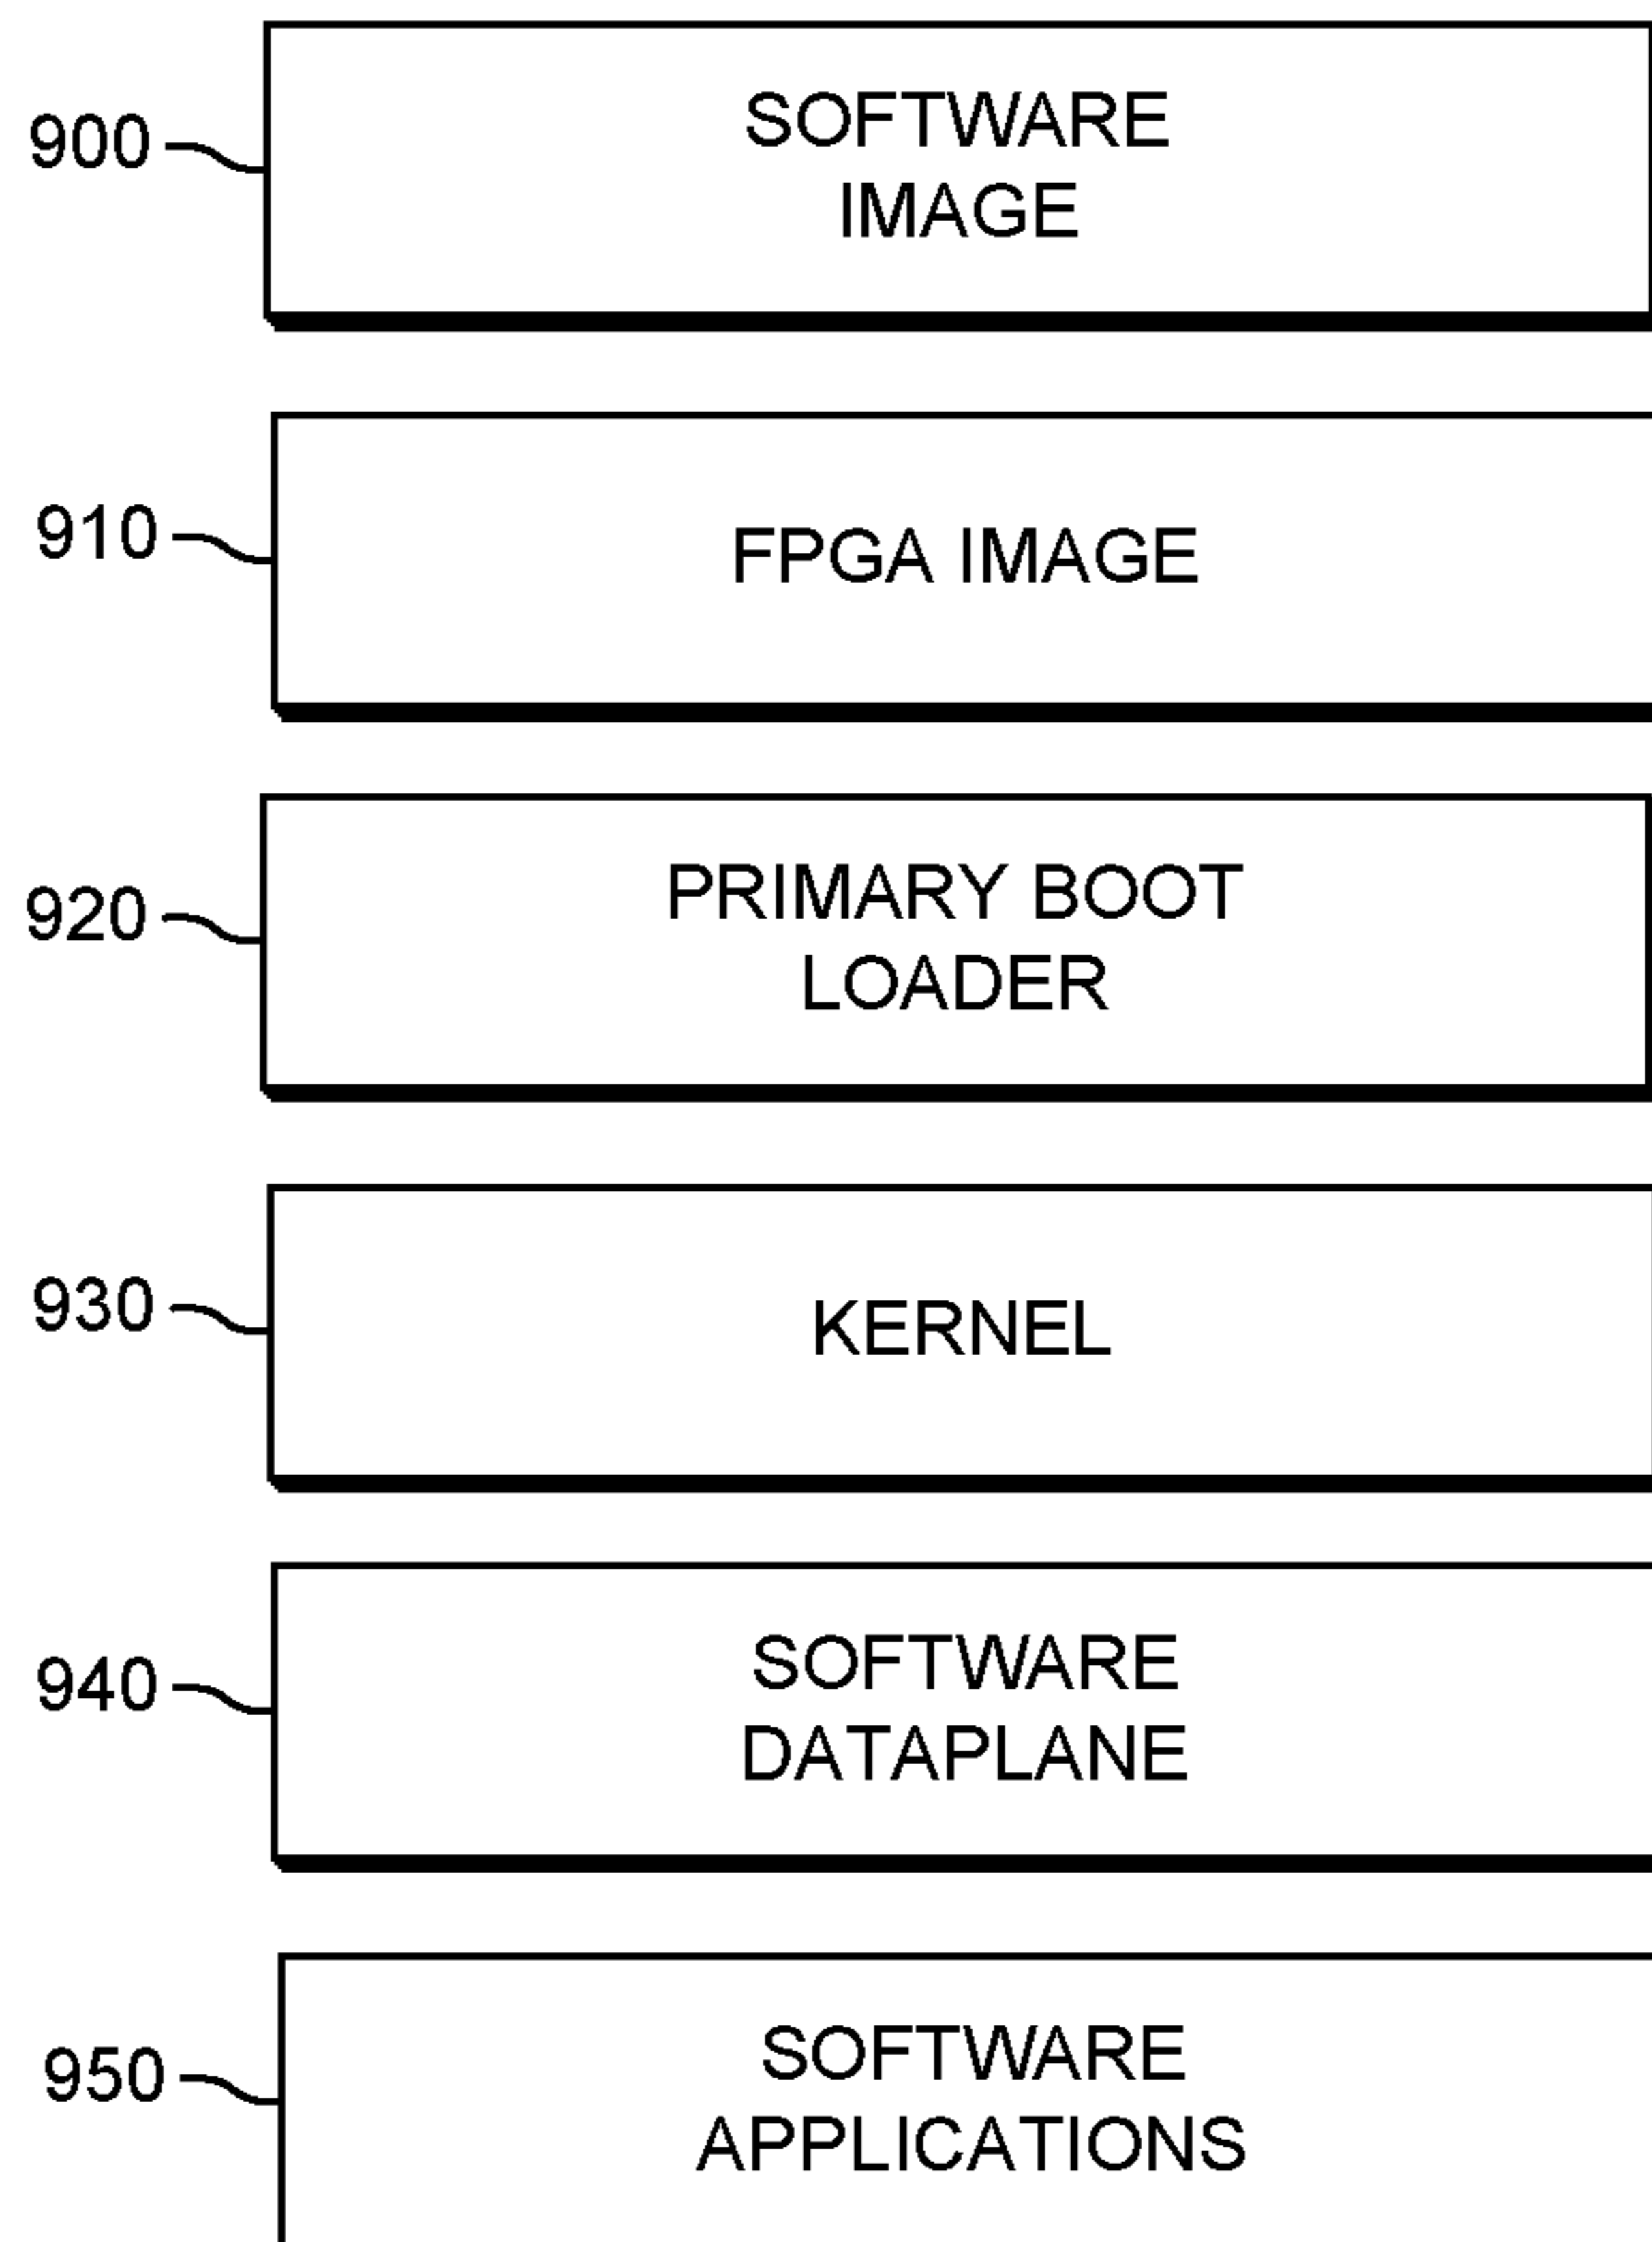 900
SOFTWARE
IMAGE
910
FPGA IMAGE
920
PRIMARY BOOT
LOADER
930
KERNEL
940
SOFTWARE
DATAPLANE
950
SOFTWARE
APPLICATIONS